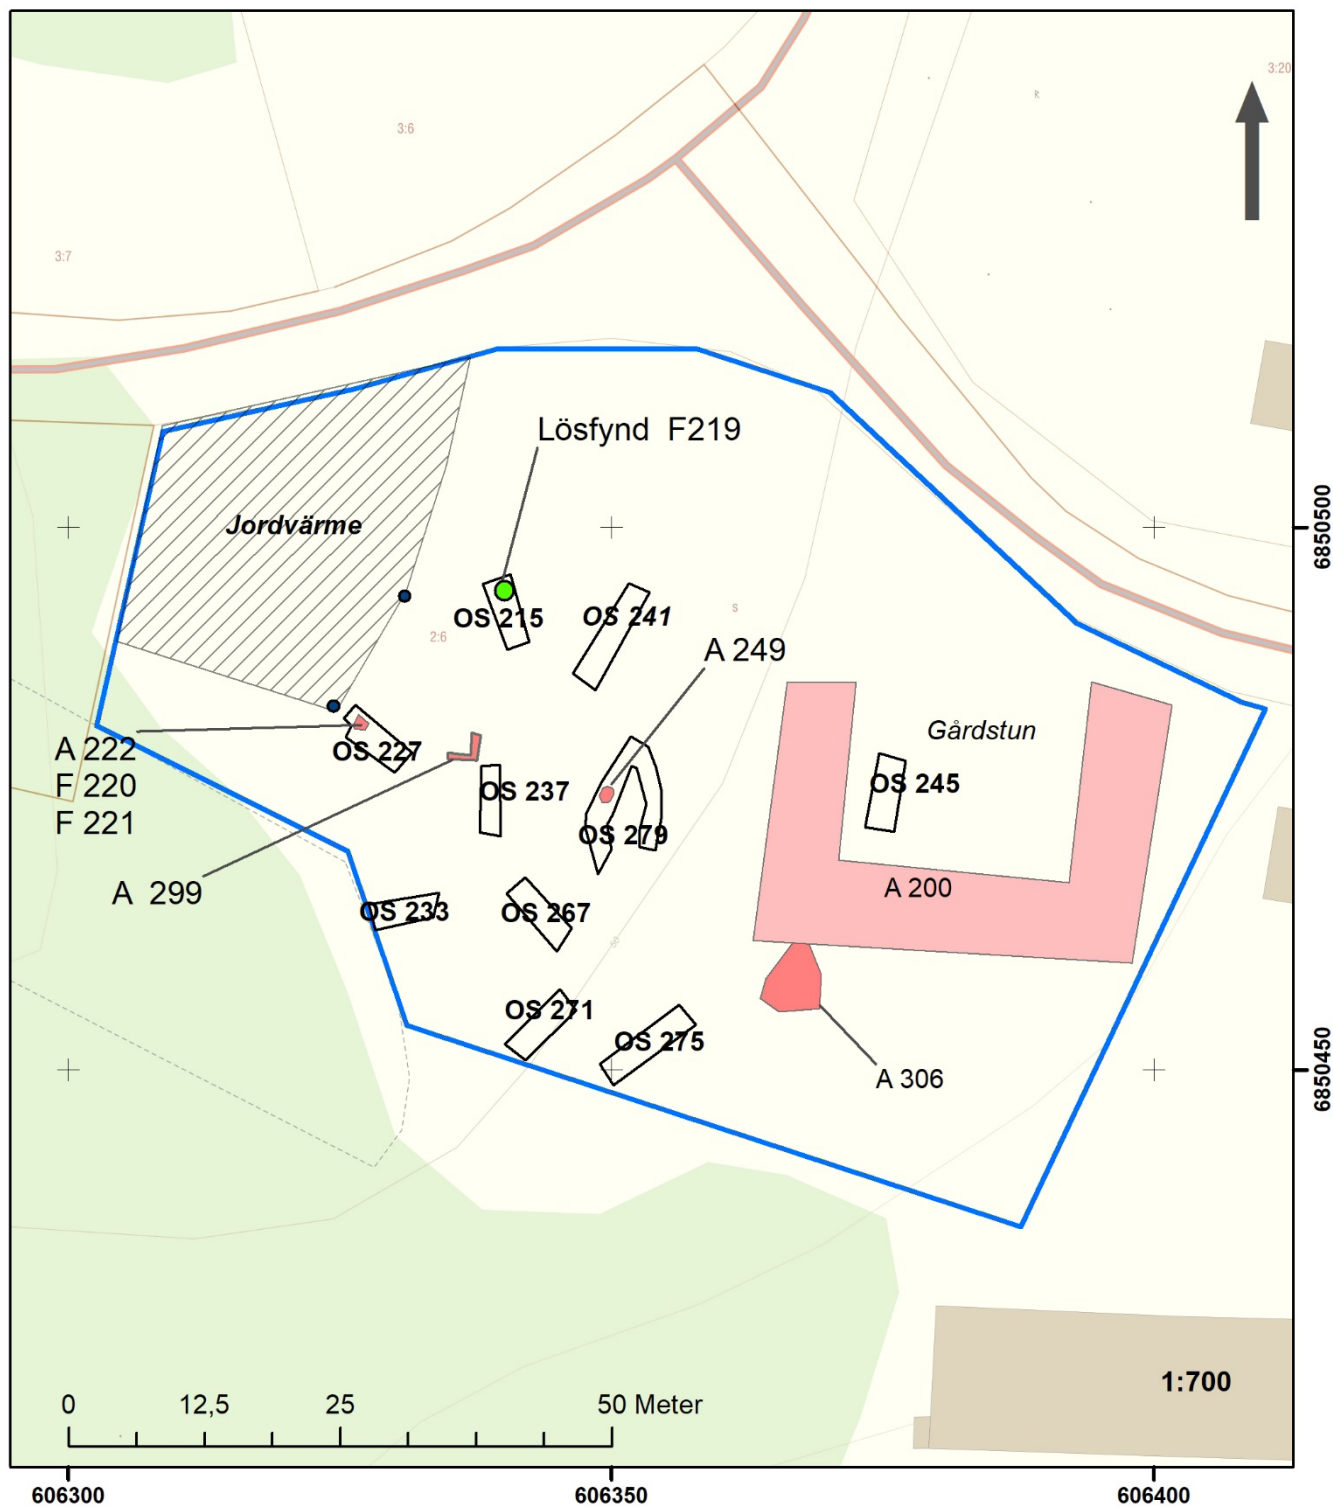 3:20
3:6
R
3:7
Lösfynd F219
Jordvärme
6850500
OS 215
OS 241
S
2:6
A 249
Gårdstun
A 222
F 220
F 221
OS 227
OS 237
OS 245
OS 279
A 299
A 200
OS 233
OS 267
OS 271
OS 275
A 306
6850450
1:700
0 12,5 25 50 Meter
606300 606350 606400